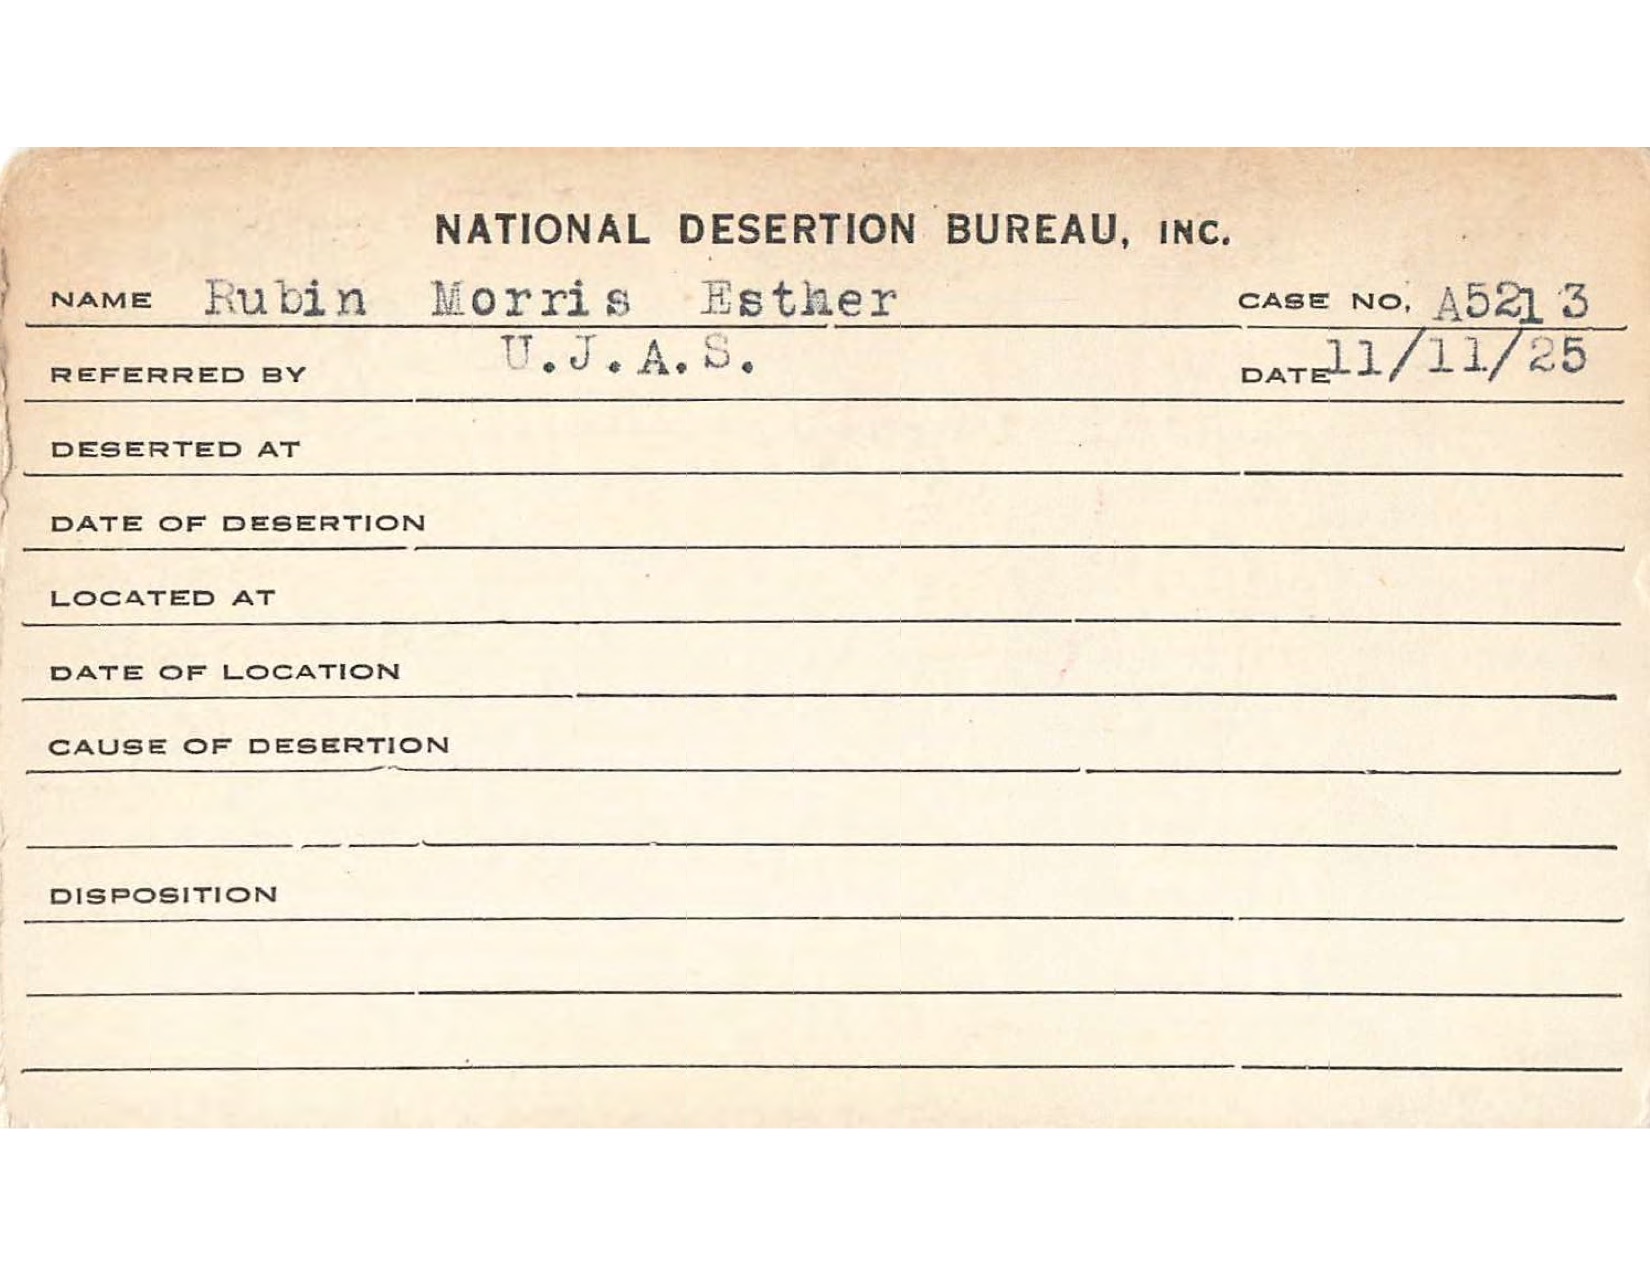 NATIONAL DESERTION BUREAU, INC.
NAME Rubin Morris Esther CASE NO. A5213
REFERRED BY U.J.A.S. DATE 11/11/25
DESERTED AT
DATE OF DESERTION
LOCATED AT
DATE OF LOCATION
CAUSE OF DESERTION
DISPOSITION